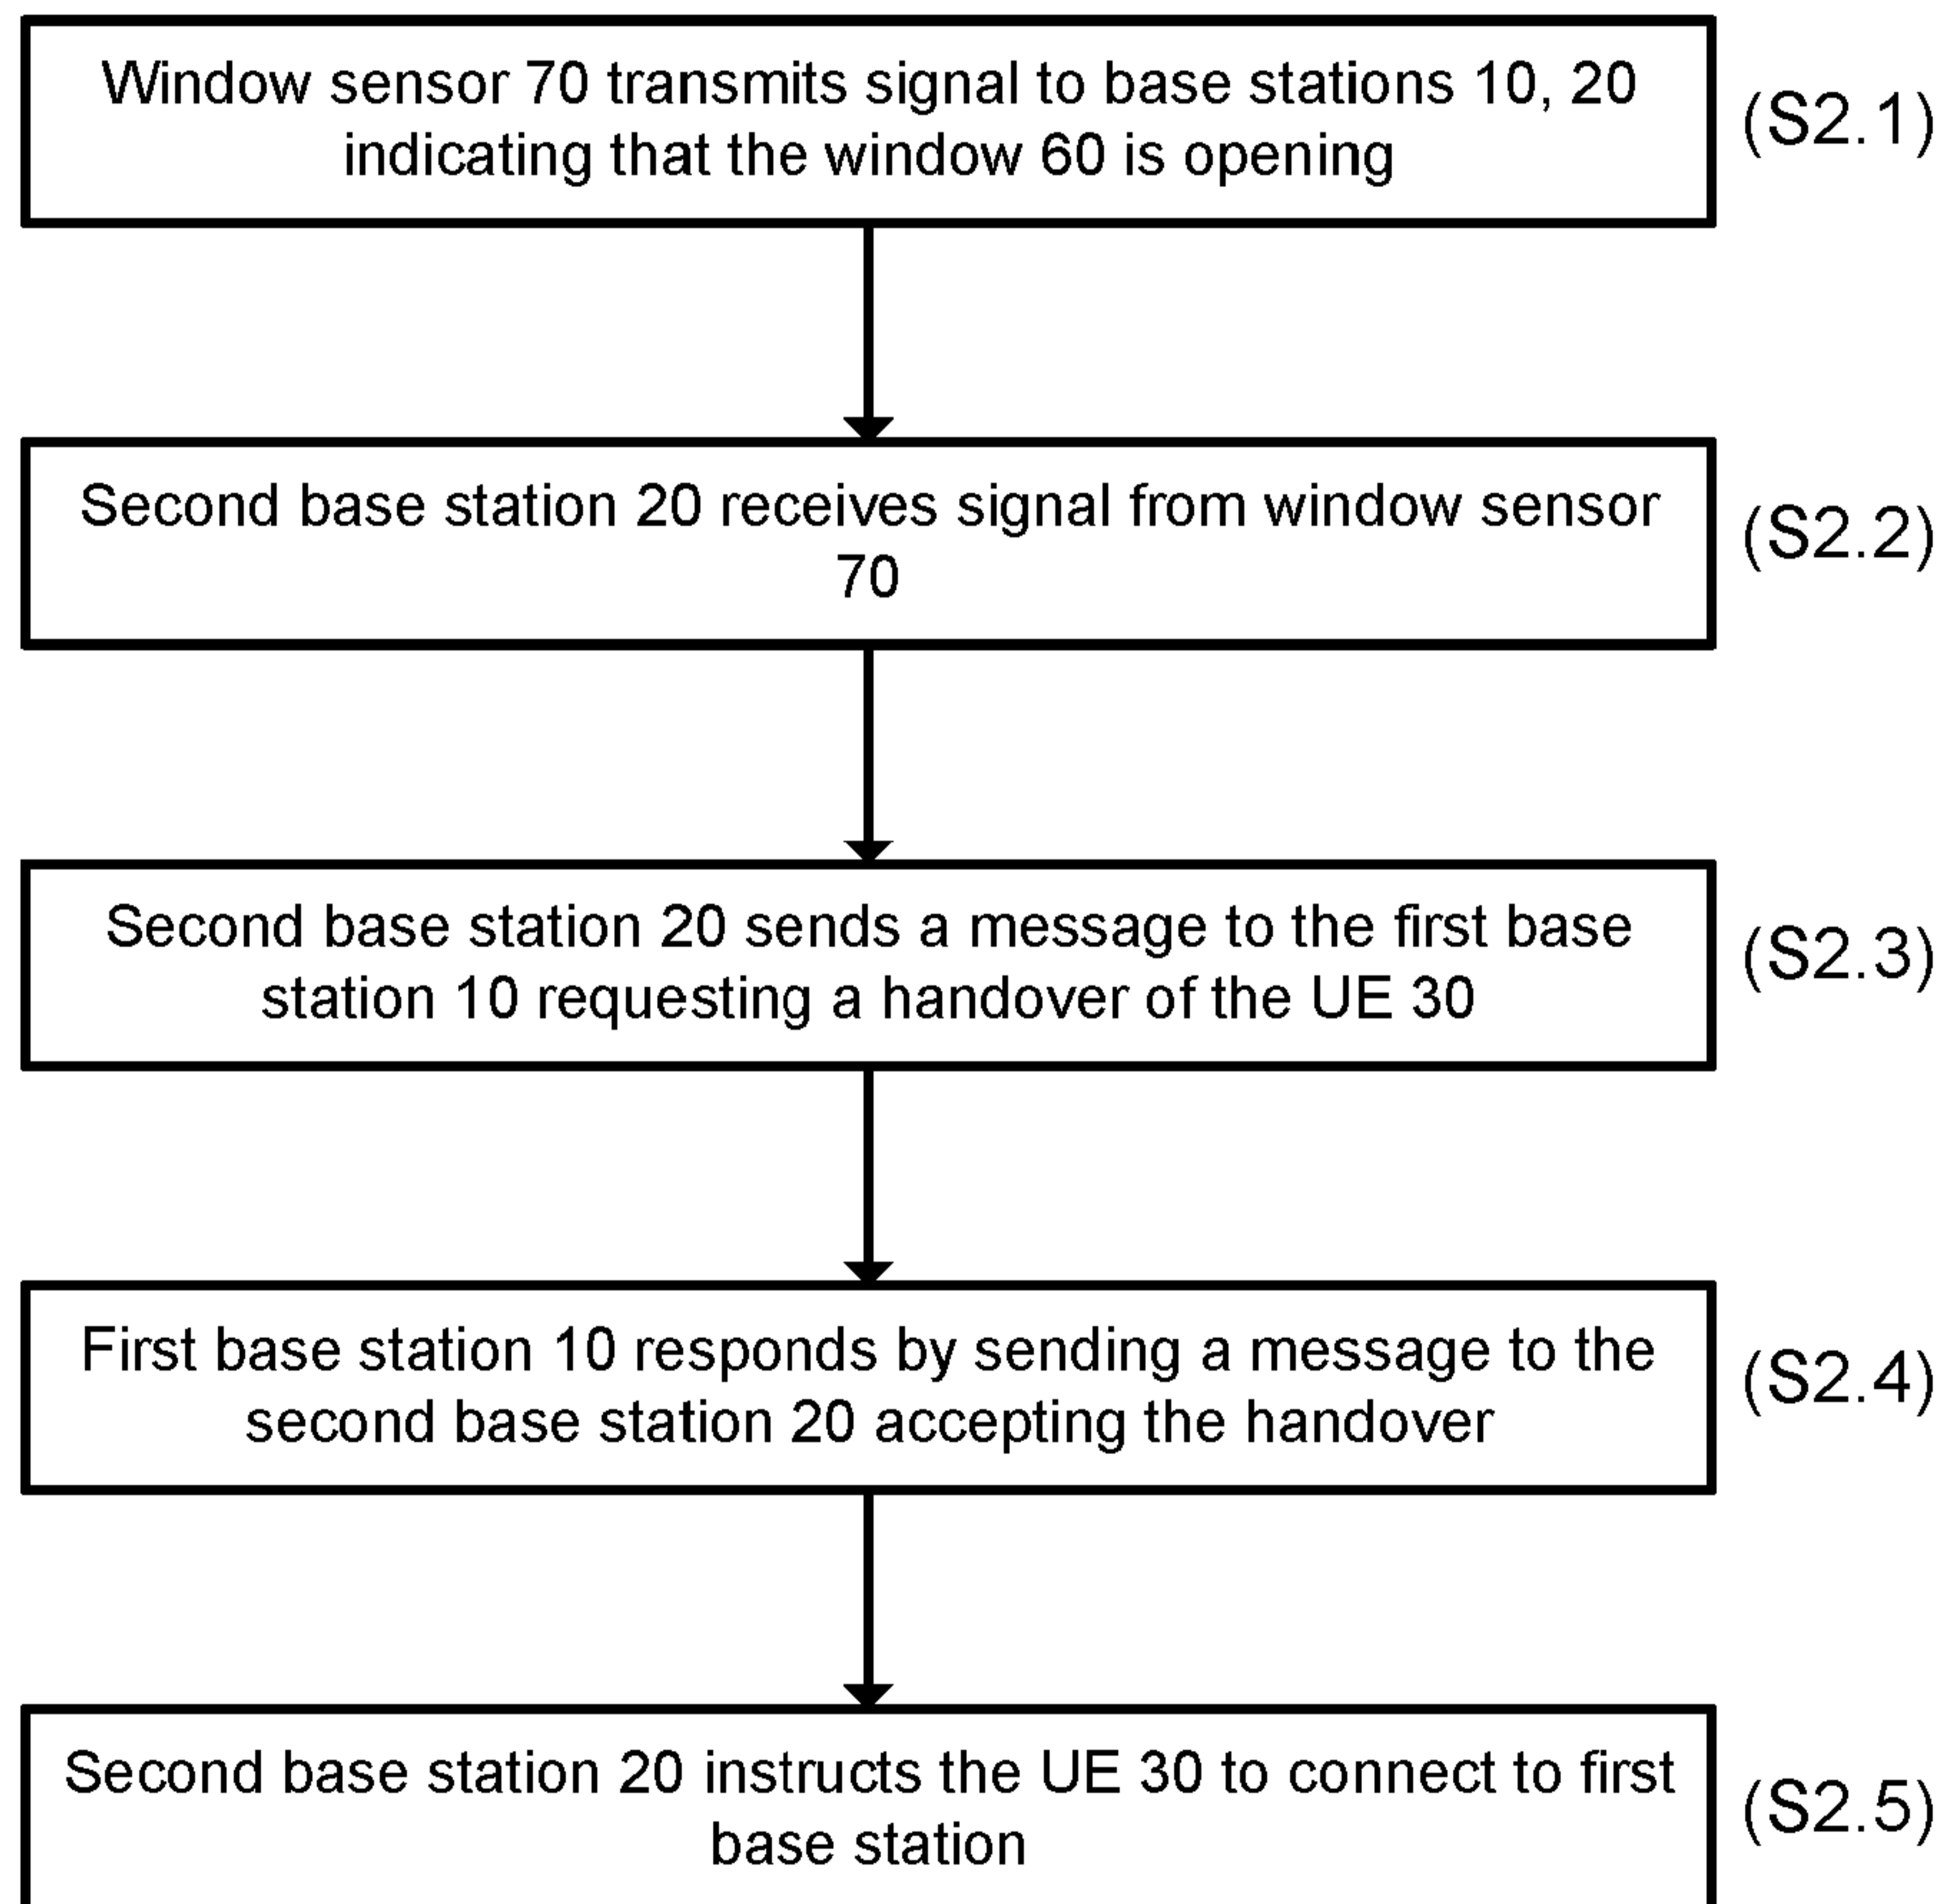 Window sensor 70 transmits signal to base stations 10, 20
indicating that the window 60 is opening
(S2.1)
Second base station 20 receives signal from window sensor
70
(S2.2)
Second base station 20 sends a message to the first base
station 10 requesting a handover of the UE 30
(S2.3)
First base station 10 responds by sending a message to the
second base station 20 accepting the handover
(S2.4)
Second base station 20 instructs the UE 30 to connect to first
base station
(S2.5)